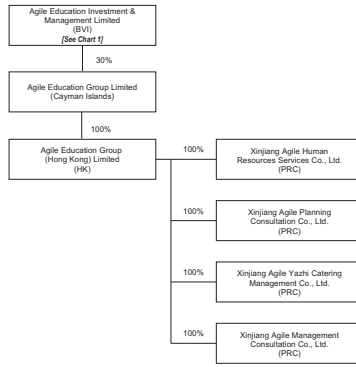 Agile Education Investment &
Management Limited
(BVI)
[See Chart 1]
30%
Agile Education Group Limited
(Cayman Islands)
100%
Agile Education Group
(Hong Kong) Limited
(HK)
100%
Xinjiang Agile Human
Resources Services Co., Ltd.
(PRC)
100%
Xinjiang Agile Planning
Consultation Co., Ltd.
(PRC)
100%
Xinjiang Agile Yazhi Catering
Management Co., Ltd.
(PRC)
100%
Xinjiang Agile Management
Consultation Co., Ltd.
(PRC)